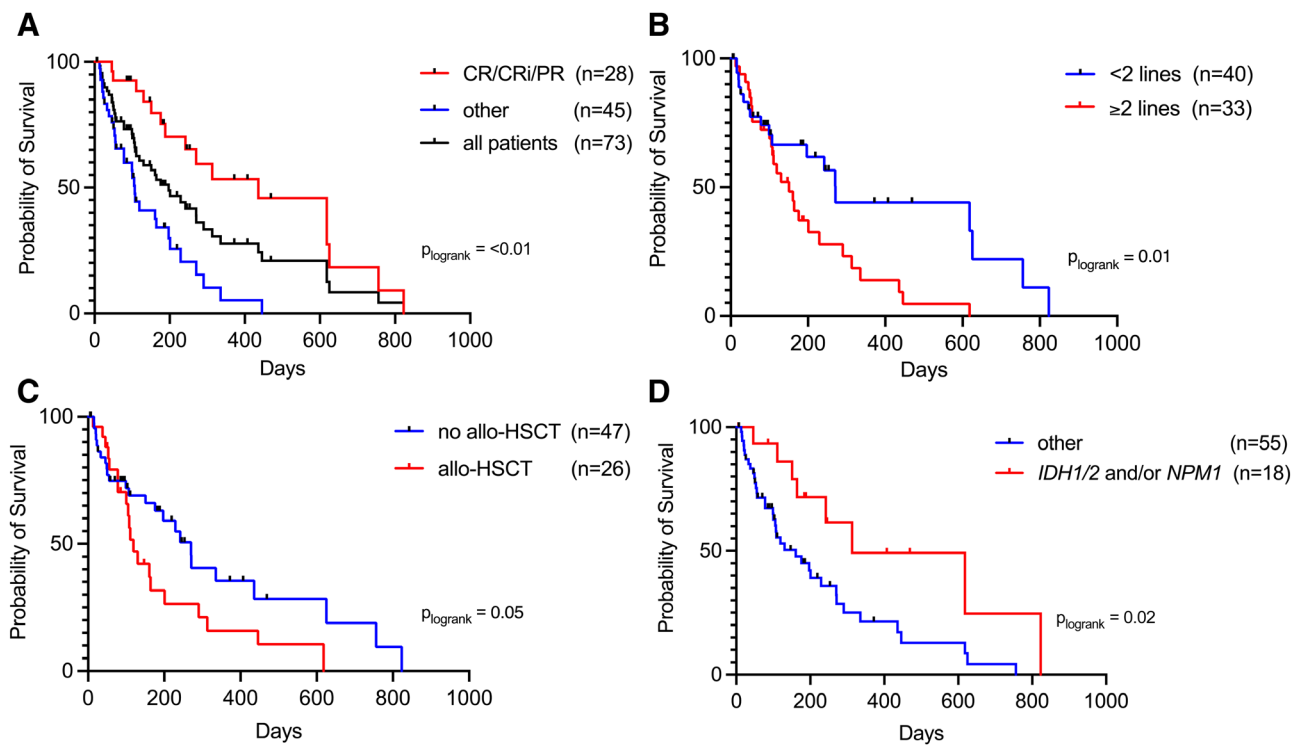 A
Probability of Survival
100
50
0
0 200 400 600 800 1000
Days
CR/CRi/PR (n=28)
other (n=45)
all patients (n=73)
plogrank = <0.01
B
Probability of Survival
100
50
0
0 200 400 600 800 1000
Days
<2 lines (n=40)
≥2 lines (n=33)
plogrank = 0.01
C
Probability of Survival
100
50
0
0 200 400 600 800 1000
Days
no allo-HSCT (n=47)
allo-HSCT (n=26)
plogrank = 0.05
D
Probability of Survival
100
50
0
0 200 400 600 800 1000
Days
other (n=55)
IDH1/2 and/or NPM1 (n=18)
plogrank = 0.02